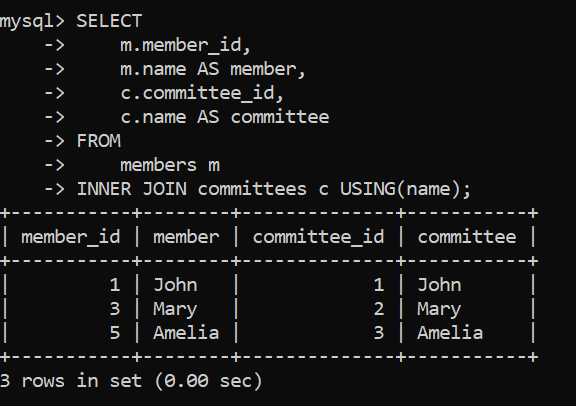 mysql> SELECT
    ->     m.member_id,
    ->     m.name AS member,
    ->     c.committee_id,
    ->     c.name AS committee
    -> FROM
    ->     members m
    -> INNER JOIN committees c USING(name);
+-----------+--------+--------------+-----------+
| member_id | member | committee_id | committee |
+-----------+--------+--------------+-----------+
|         1 | John   |            1 | John      |
|         3 | Mary   |            2 | Mary      |
|         5 | Amelia |            3 | Amelia    |
+-----------+--------+--------------+-----------+
3 rows in set (0.00 sec)